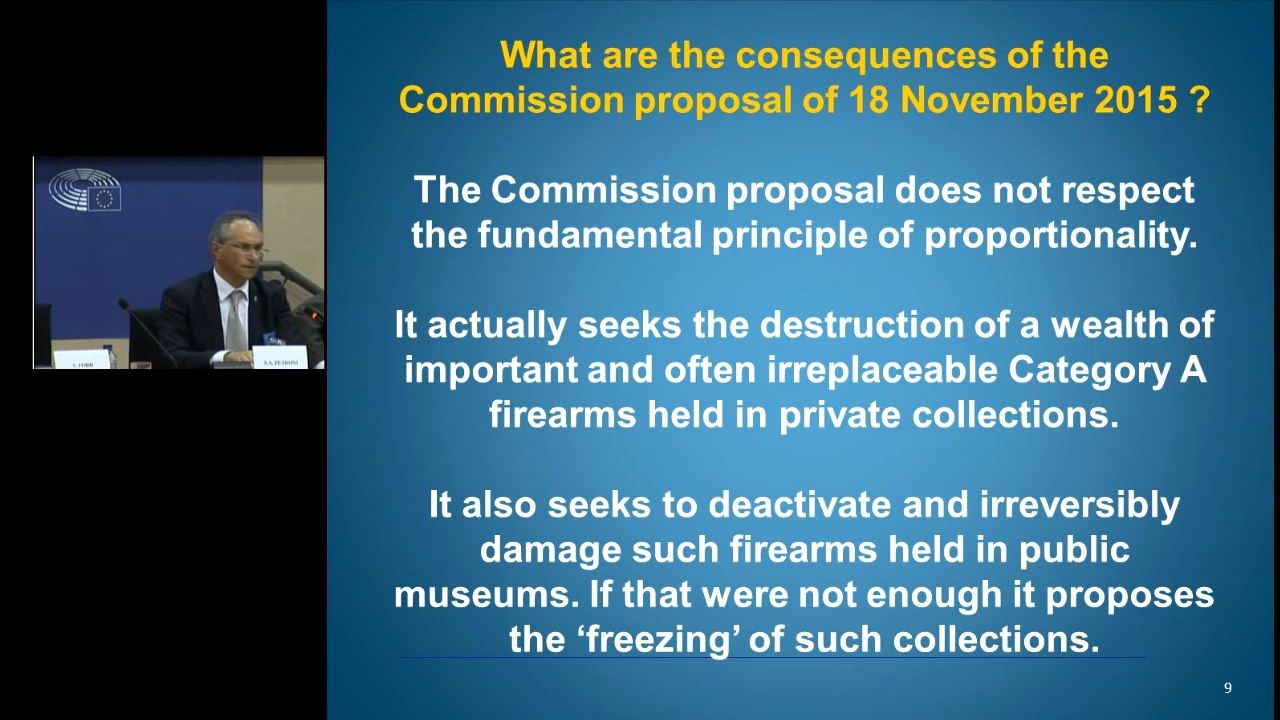 What are the consequences of the
Commission proposal of 18 November 2015 ?
The Commission proposal does not respect
the fundamental principle of proportionality.
It actually seeks the destruction of a wealth of
important and often irreplaceable Category A
firearms held in private collections.
It also seeks to deactivate and irreversibly
damage such firearms held in public
museums. If that were not enough it proposes
the ‘freezing’ of such collections.
9
S.A. PETRONI